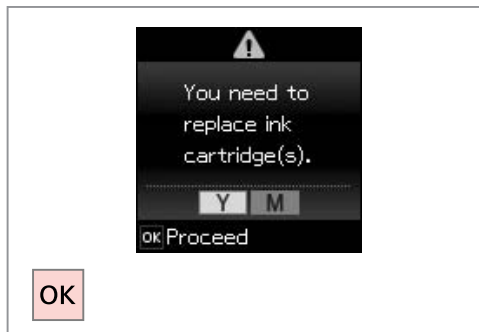 You need to
replace ink
cartridge(s).
Y M
OK Proceed
OK